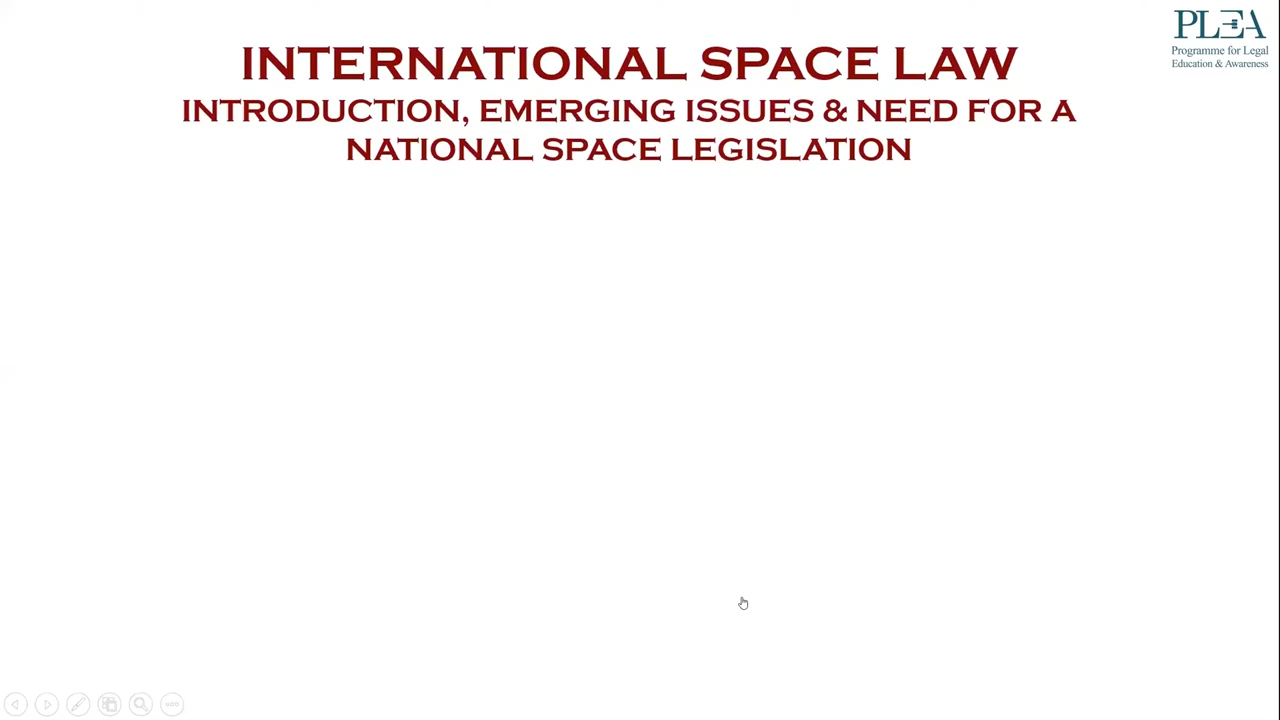 PLEA
Programme for Legal
Education & Awareness
INTERNATIONAL SPACE LAW
INTRODUCTION, EMERGING ISSUES & NEED FOR A
NATIONAL SPACE LEGISLATION